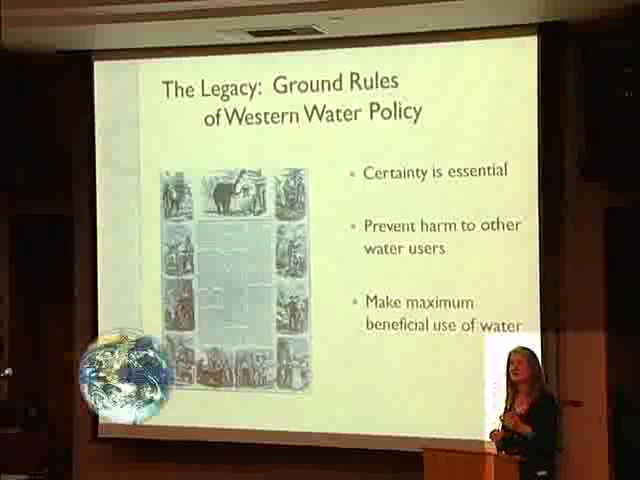 The Legacy: Ground Rules
of Western Water Policy
Certainty is essential
Prevent harm to other
water users
Make maximum
beneficial use of water